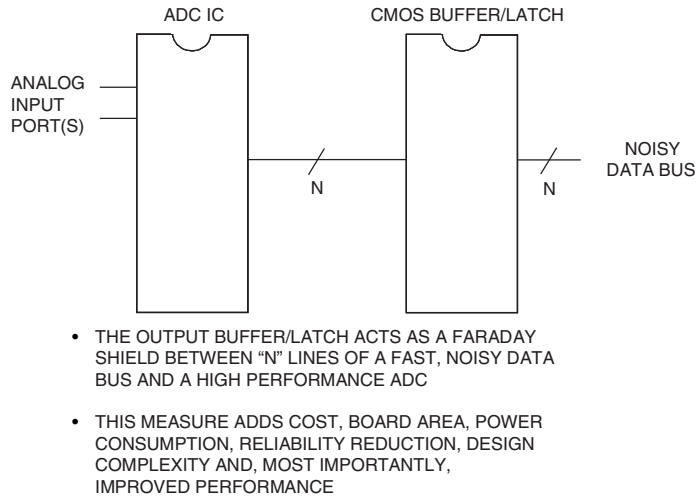 ADC IC
CMOS BUFFER/LATCH
ANALOG
INPUT
PORT(S)
N
N
NOISY
DATA BUS
• THE OUTPUT BUFFER/LATCH ACTS AS A FARADAY
SHIELD BETWEEN “N” LINES OF A FAST, NOISY DATA
BUS AND A HIGH PERFORMANCE ADC
• THIS MEASURE ADDS COST, BOARD AREA, POWER
CONSUMPTION, RELIABILITY REDUCTION, DESIGN
COMPLEXITY AND, MOST IMPORTANTLY,
IMPROVED PERFORMANCE